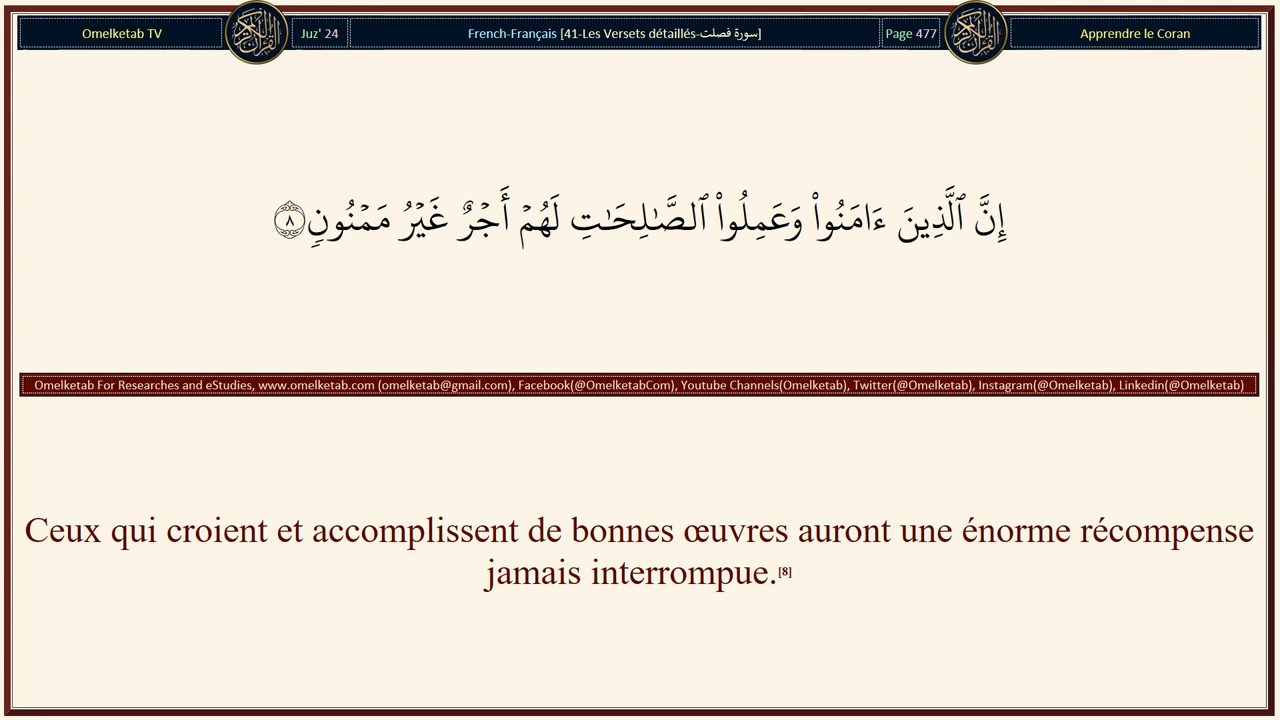 Omelketab TV
Juz' 24
French-Français [41-Les Versets détaillés-سورة فصلت]
Page 477
Apprendre le Coran
إِنَّ ٱلَّذِينَ ءَامَنُوا۟ وَعَمِلُوا۟ ٱلصَّـٰلِحَـٰتِ لَهُمْ أَجْرٌ غَيْرُ مَمْنُونٍۢ ٨
Omelketab For Researches and eStudies, www.omelketab.com (omelketab@gmail.com), Facebook(@OmelketabCom), Youtube Channels(Omelketab), Twitter(@Omelketab), Instagram(@Omelketab), Linkedin(@Omelketab)
Ceux qui croient et accomplissent de bonnes œuvres auront une énorme récompense
jamais interrompue.[8]